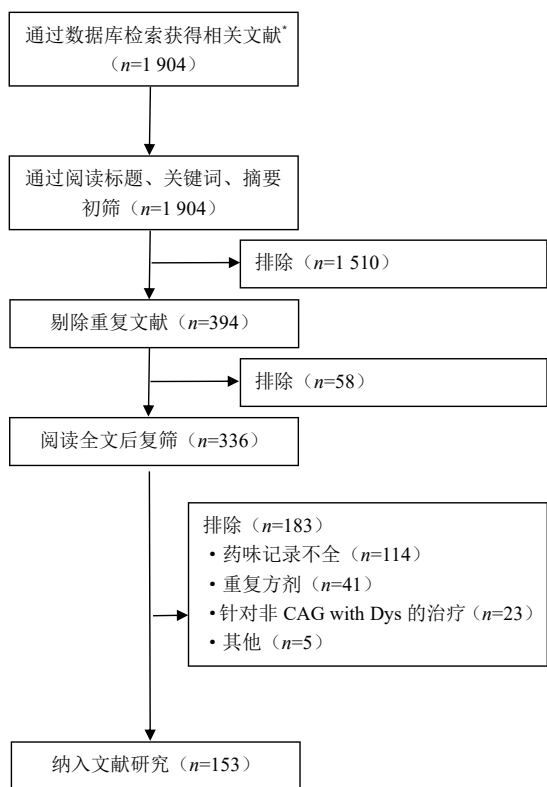 通过数据库检索获得相关文献*
（n=1 904）
通过阅读标题、关键词、摘要
初筛（n=1 904）
排除（n=1 510）
剔除重复文献（n=394）
排除（n=58）
阅读全文后复筛（n=336）
排除（n=183）
·药味记录不全（n=114）
·重复方剂（n=41）
·针对非 CAG with Dys 的治疗（n=23）
·其他（n=5）
纳入文献研究（n=153）